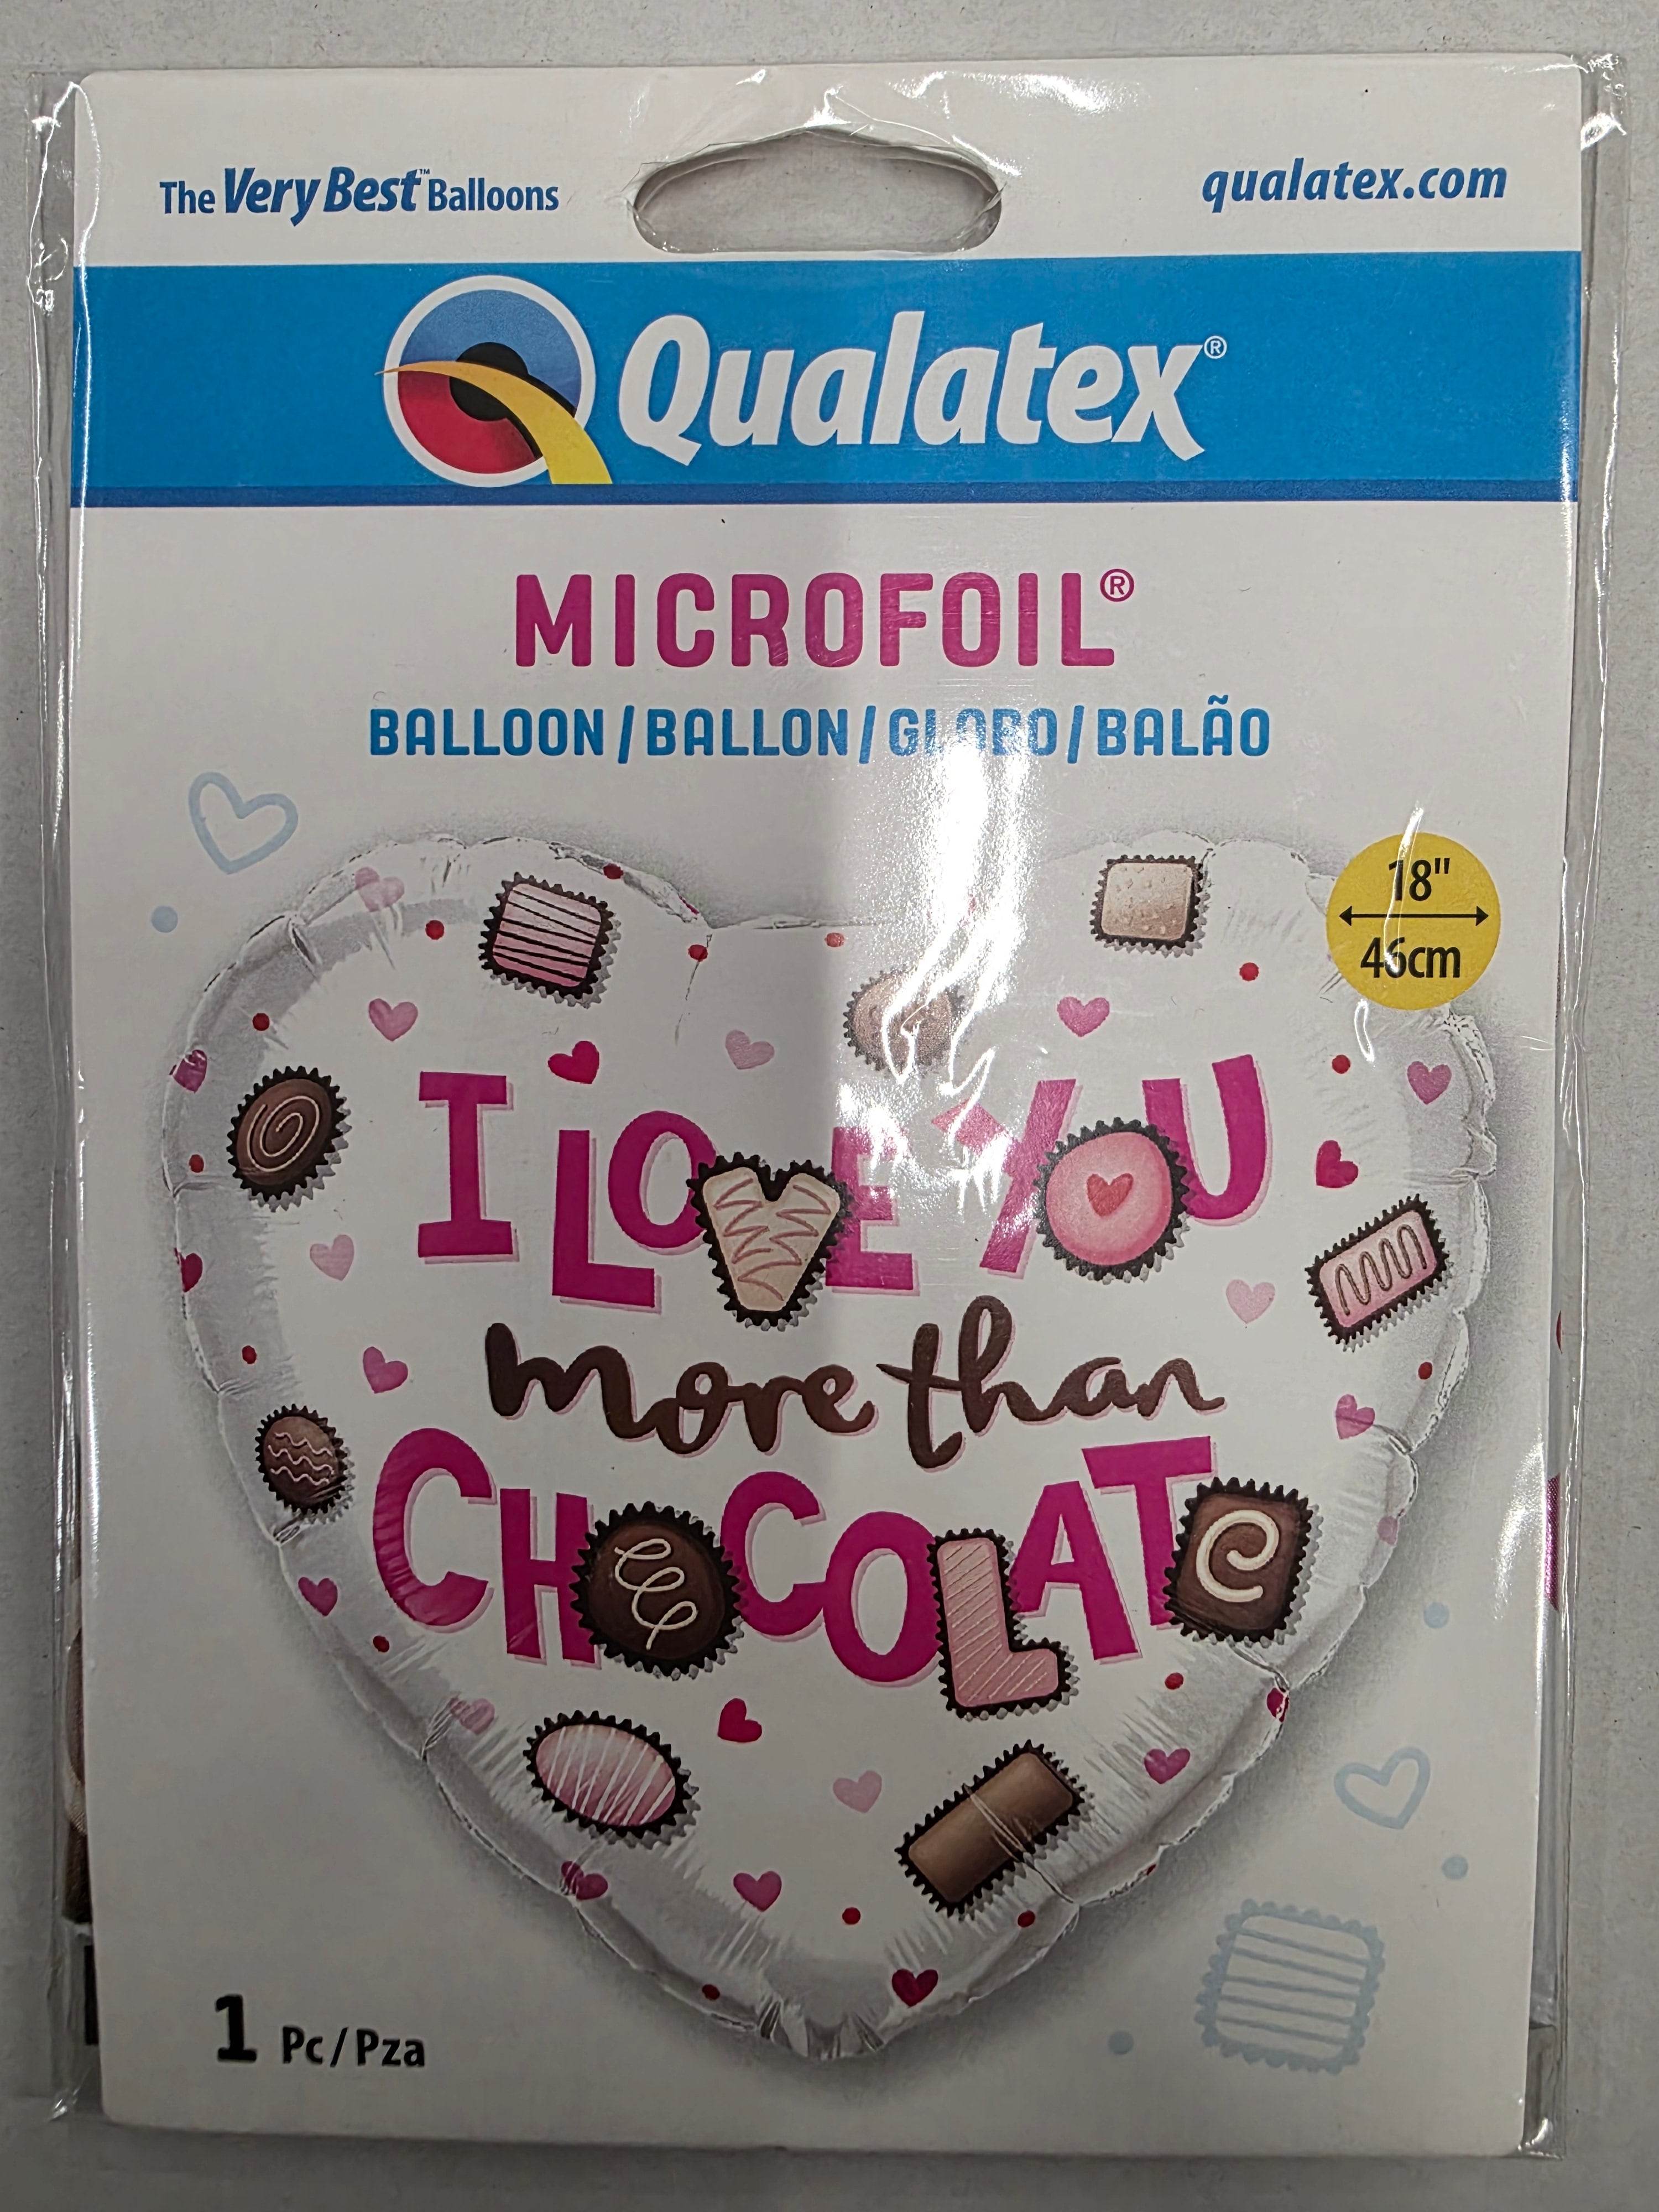 The Very Best™ Balloons
qualatex.com
Qualatex®
MICROFOIL®
BALLOON / BALLON / GLOBO / BALÃO
18"
46cm
I LOVE YOU
more than
CHOCOLATE
1 Pc / Pza